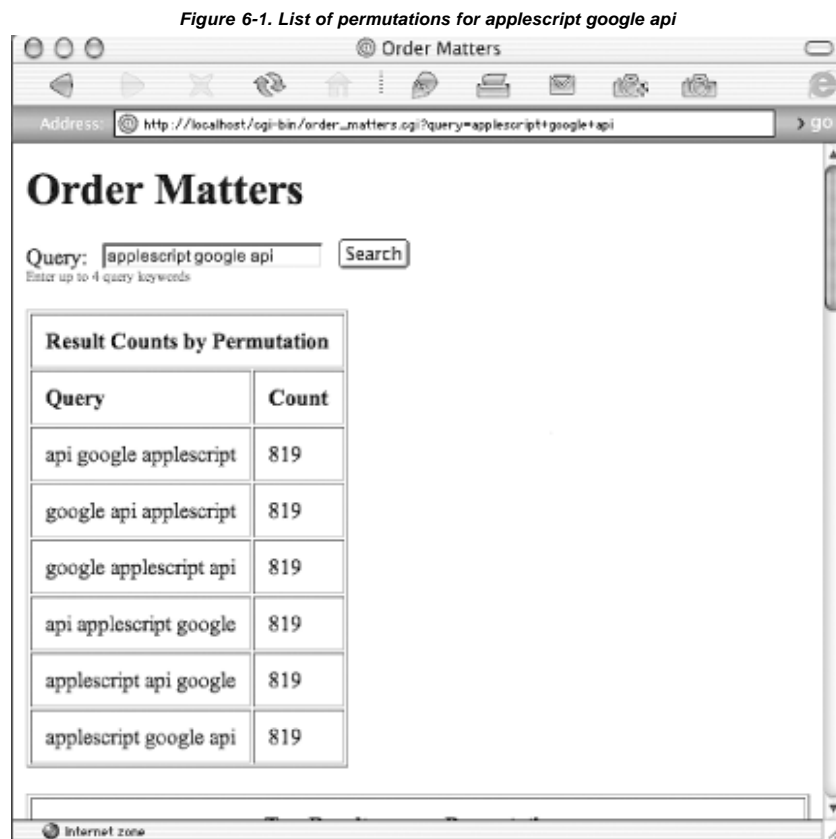 Figure 6-1. List of permutations for applescript google api
Order Matters
Address: http://localhost/cgi-bin/order_matters.cgi?query=applescript+google+api go
Order Matters
Query: applescript google api Search
Enter up to 4 query keywords
Result Counts by Permutation
Query Count
api google applescript 819
google api applescript 819
google applescript api 819
api applescript google 819
applescript api google 819
applescript google api 819
Internet zone